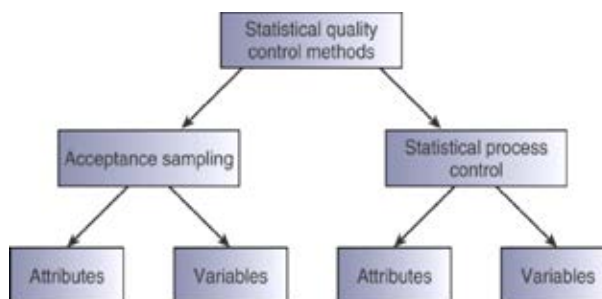 Statistical quality
control methods
Acceptance sampling
Statistical process
control
Attributes
Variables
Attributes
Variables